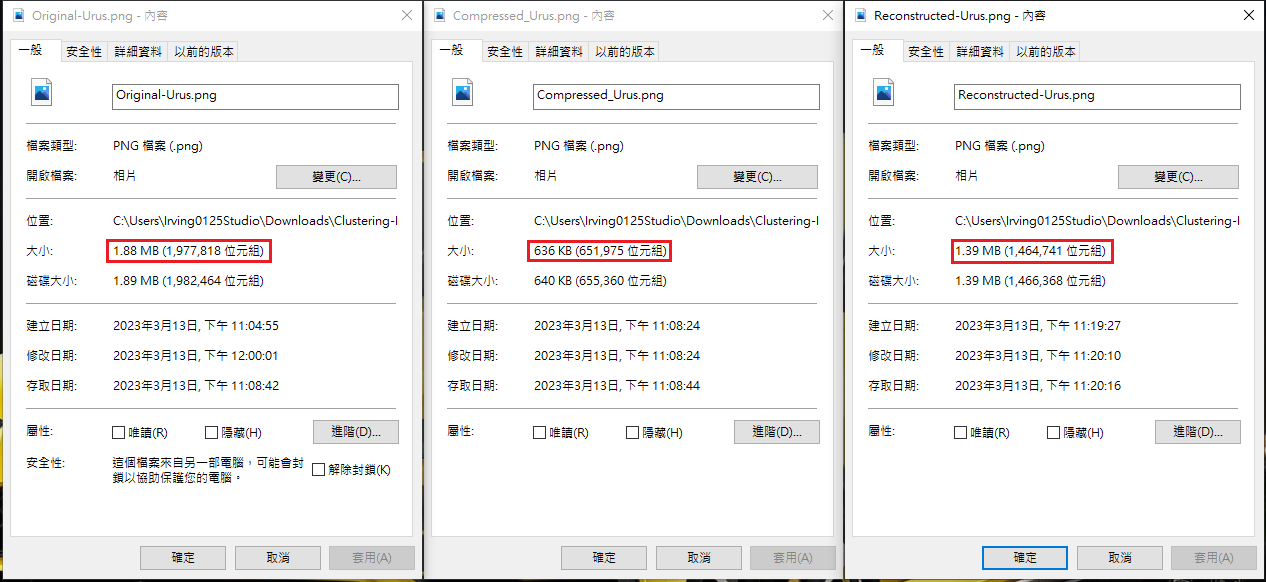 Original-Urus.png - 內容
一般 安全性 詳細資料 以前的版本
Original-Urus.png
檔案類型: PNG 檔案 (.png)
開啟檔案: 相片 變更(C)...
位置: C:\Users\Irving0125Studio\Downloads\Clustering-I
大小: 1.88 MB (1,977,818 位元組)
磁碟大小: 1.89 MB (1,982,464 位元組)
建立日期: 2023年3月13日, 下午 11:04:55
修改日期: 2023年3月13日, 下午 12:00:01
存取日期: 2023年3月13日, 下午 11:08:42
屬性: 唯讀(R) 隱藏(H) 進階(D)...
安全性: 這個檔案來自另一部電腦，可能會封
鎖以協助保護您的電腦。 解除封鎖(K)
確定 取消 套用(A)
Compressed_Urus.png - 內容
一般 安全性 詳細資料 以前的版本
Compressed_Urus.png
檔案類型: PNG 檔案 (.png)
開啟檔案: 相片 變更(C)...
位置: C:\Users\Irving0125Studio\Downloads\Clustering-I
大小: 636 KB (651,975 位元組)
磁碟大小: 640 KB (655,360 位元組)
建立日期: 2023年3月13日, 下午 11:08:24
修改日期: 2023年3月13日, 下午 11:08:24
存取日期: 2023年3月13日, 下午 11:08:44
屬性: 唯讀(R) 隱藏(H) 進階(D)...
確定 取消 套用(A)
Reconstructed-Urus.png - 內容
一般 安全性 詳細資料 以前的版本
Reconstructed-Urus.png
檔案類型: PNG 檔案 (.png)
開啟檔案: 相片 變更(C)...
位置: C:\Users\Irving0125Studio\Downloads\Clustering-I
大小: 1.39 MB (1,464,741 位元組)
磁碟大小: 1.39 MB (1,466,368 位元組)
建立日期: 2023年3月13日, 下午 11:19:27
修改日期: 2023年3月13日, 下午 11:20:10
存取日期: 2023年3月13日, 下午 11:20:16
屬性: 唯讀(R) 隱藏(H) 進階(D)...
確定 取消 套用(A)